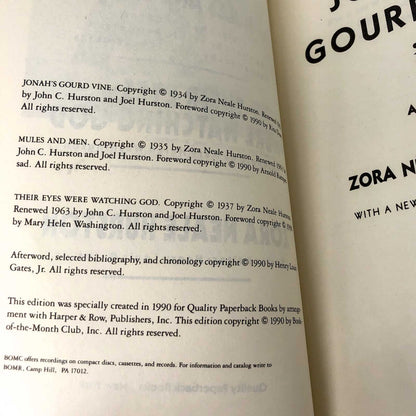 JONAH'S GOURD VINE. Copyright © 1934 by Zora Neale Hurston. Renewed
by John C. Hurston and Joel Hurston. Foreword copyright © 1990 by Rita
All rights reserved.
MULES AND MEN. Copyright © 1935 by Zora Neale Hurston. Renewed
John C. Hurston and Joel Hurston. Foreword copyright © 1990 by Arnold
sad. All rights reserved.
THEIR EYES WERE WATCHING GOD. Copyright © 1937 by Zora Neale Hurston.
Renewed 1963 by John C. Hurston and Joel Hurston. Foreword copyright ©
by Mary Helen Washington. All rights reserved.
Afterword, selected bibliography, and chronology copyright © 1990 by Henry Louis
Gates, Jr. All rights reserved.
This edition was specially created in 1990 for Quality Paperback Books by arrange-
ment with Harper & Row, Publishers, Inc. This edition copyright © 1990 by Book-
of-the-Month Club, Inc. All rights reserved.
BOMC offers recordings on compact discs, cassettes, and records. For information and catalog write to
BOMR, Camp Hill, PA 17012.
GOUR
ZORA NE
WITH A NEW